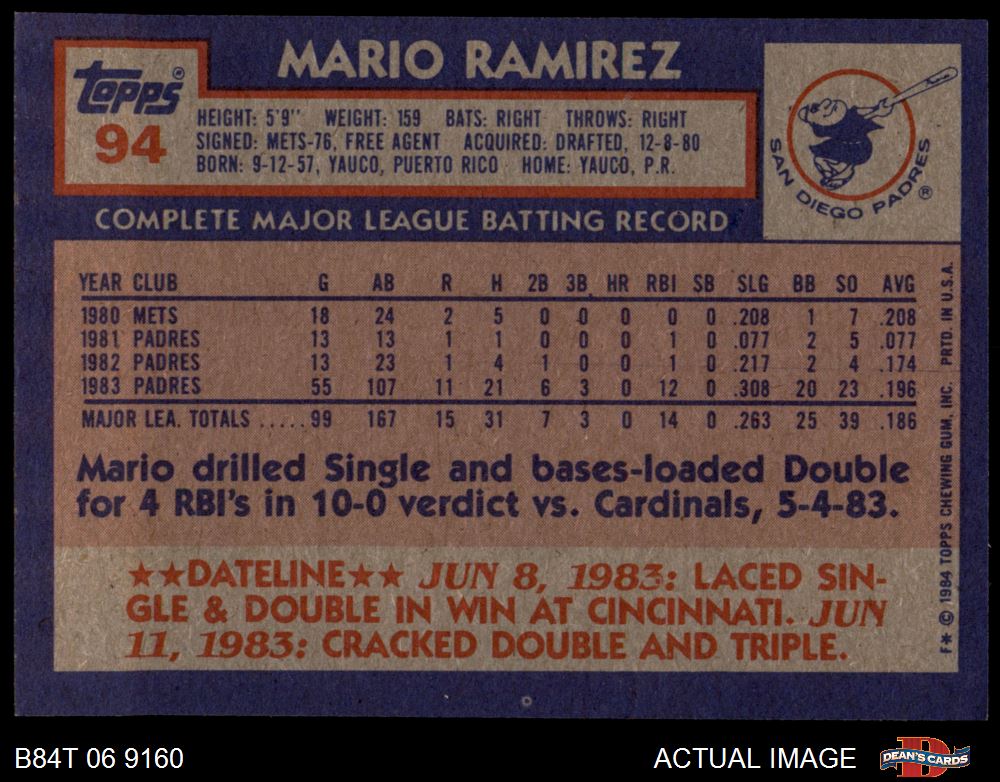 MARIO RAMIREZ
Topps®
94
HEIGHT: 5'9" WEIGHT: 159 BATS: RIGHT THROWS: RIGHT
SIGNED: METS-76, FREE AGENT ACQUIRED: DRAFTED, 12-8-80
BORN: 9-12-57, YAUCO, PUERTO RICO HOME: YAUCO, P.R.
SAN DIEGO PADRES ®
COMPLETE MAJOR LEAGUE BATTING RECORD
YEAR CLUB G AB R H 2B 3B HR RBI SB SLG BB SO AVG
1980 METS 18 24 2 5 0 0 0 0 0 .208 1 7 .208
1981 PADRES 13 13 1 1 0 0 0 1 0 .077 2 5 .077
1982 PADRES 13 23 1 4 1 0 0 1 0 .217 2 4 .174
1983 PADRES 55 107 11 21 6 3 0 12 0 .308 20 23 .196
MAJOR LEA. TOTALS ..... 99 167 15 31 7 3 0 14 0 .263 25 39 .186
Mario drilled Single and bases-loaded Double
for 4 RBI's in 10-0 verdict vs. Cardinals, 5-4-83.
★★DATELINE★★ JUN 8, 1983: LACED SIN-
GLE & DOUBLE IN WIN AT CINCINNATI. JUN
11, 1983: CRACKED DOUBLE AND TRIPLE.
F* © 1984 TOPPS CHEWING GUM, INC. PRTD. IN U.S.A.
B84T 06 9160
ACTUAL IMAGE
DEAN'S CARDS